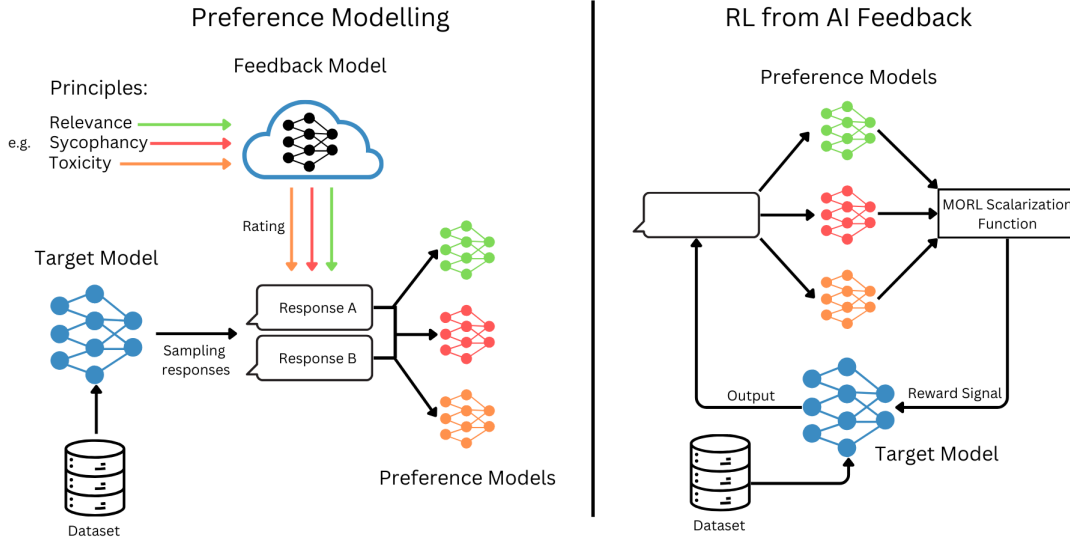 Preference Modelling
Feedback Model
Principles:
e.g.
Relevance
Sycophancy
Toxicity
Rating
Target Model
Response A
Response B
Sampling
responses
Preference Models
Dataset
RL from AI Feedback
Preference Models
MORL Scalarization
Function
Output
Reward Signal
Target Model
Dataset